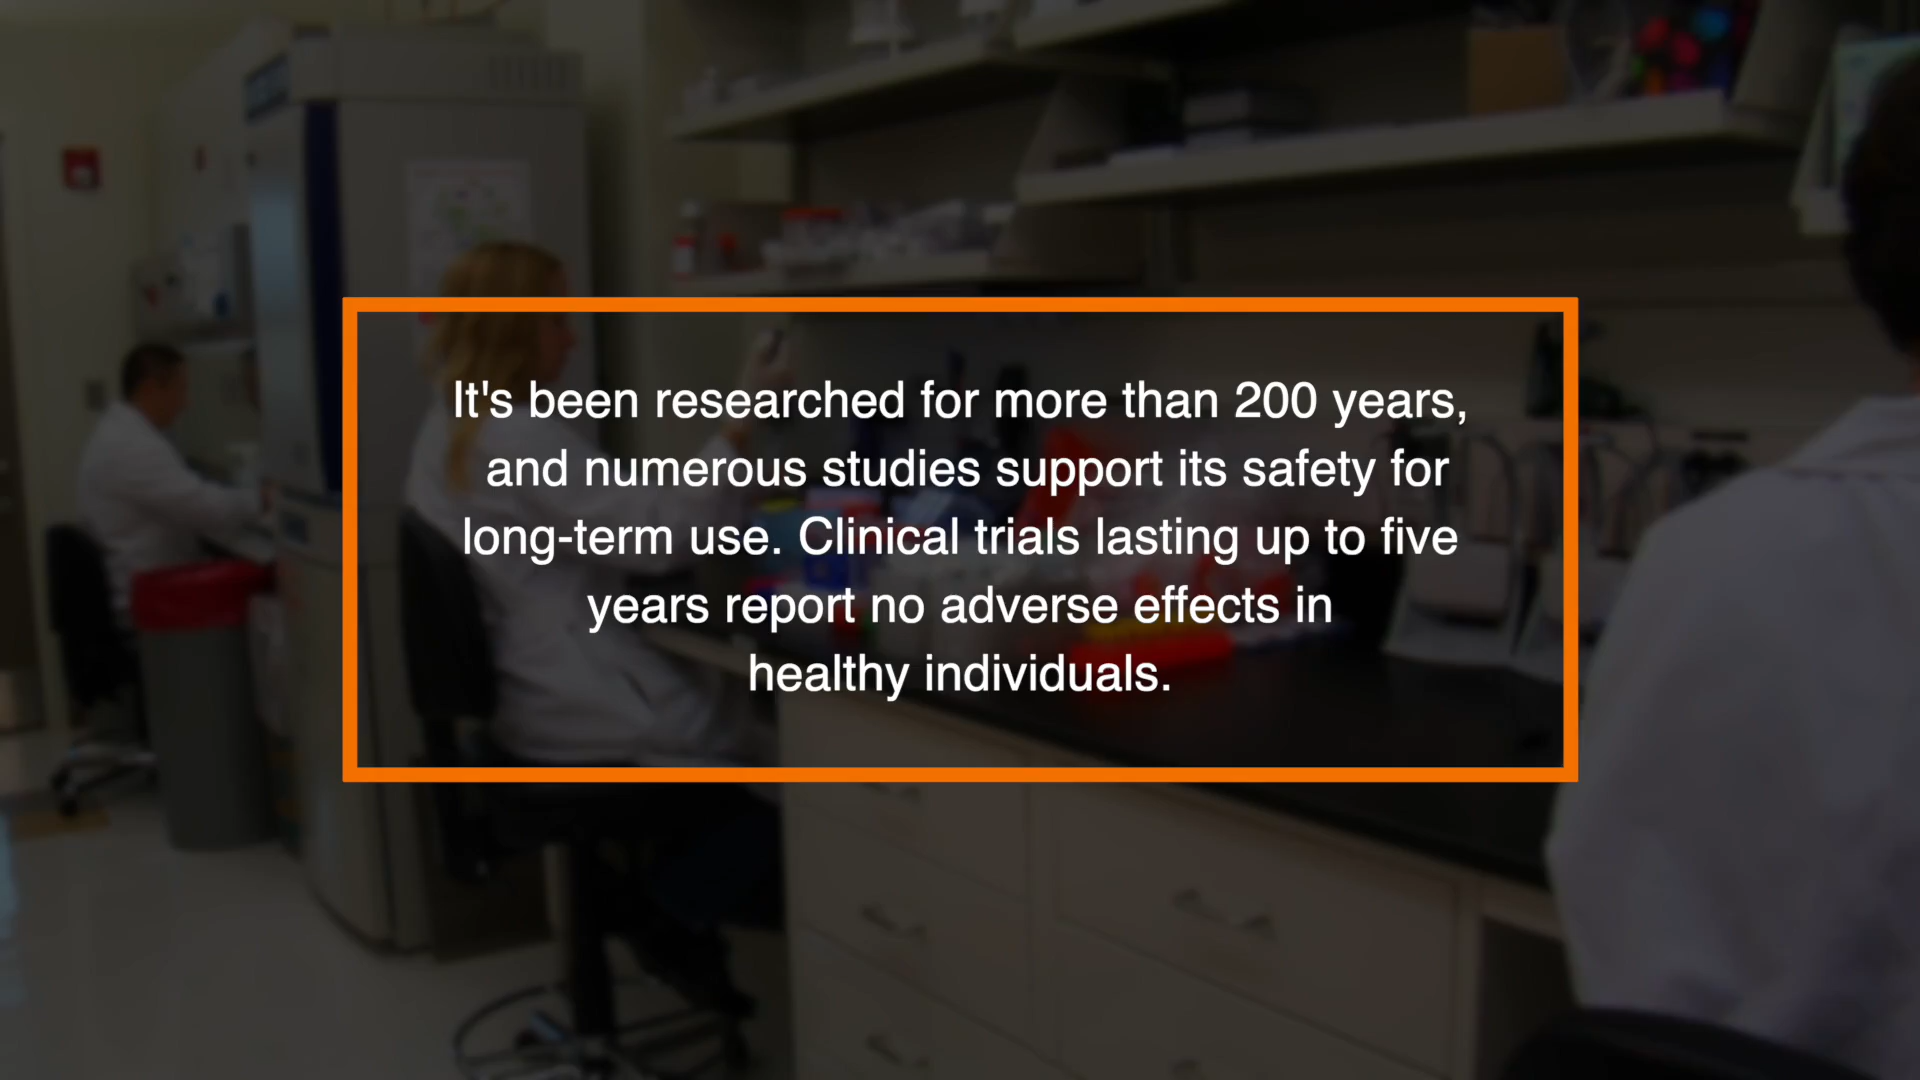 It's been researched for more than 200 years,
and numerous studies support its safety for
long-term use. Clinical trials lasting up to five
years report no adverse effects in
healthy individuals.